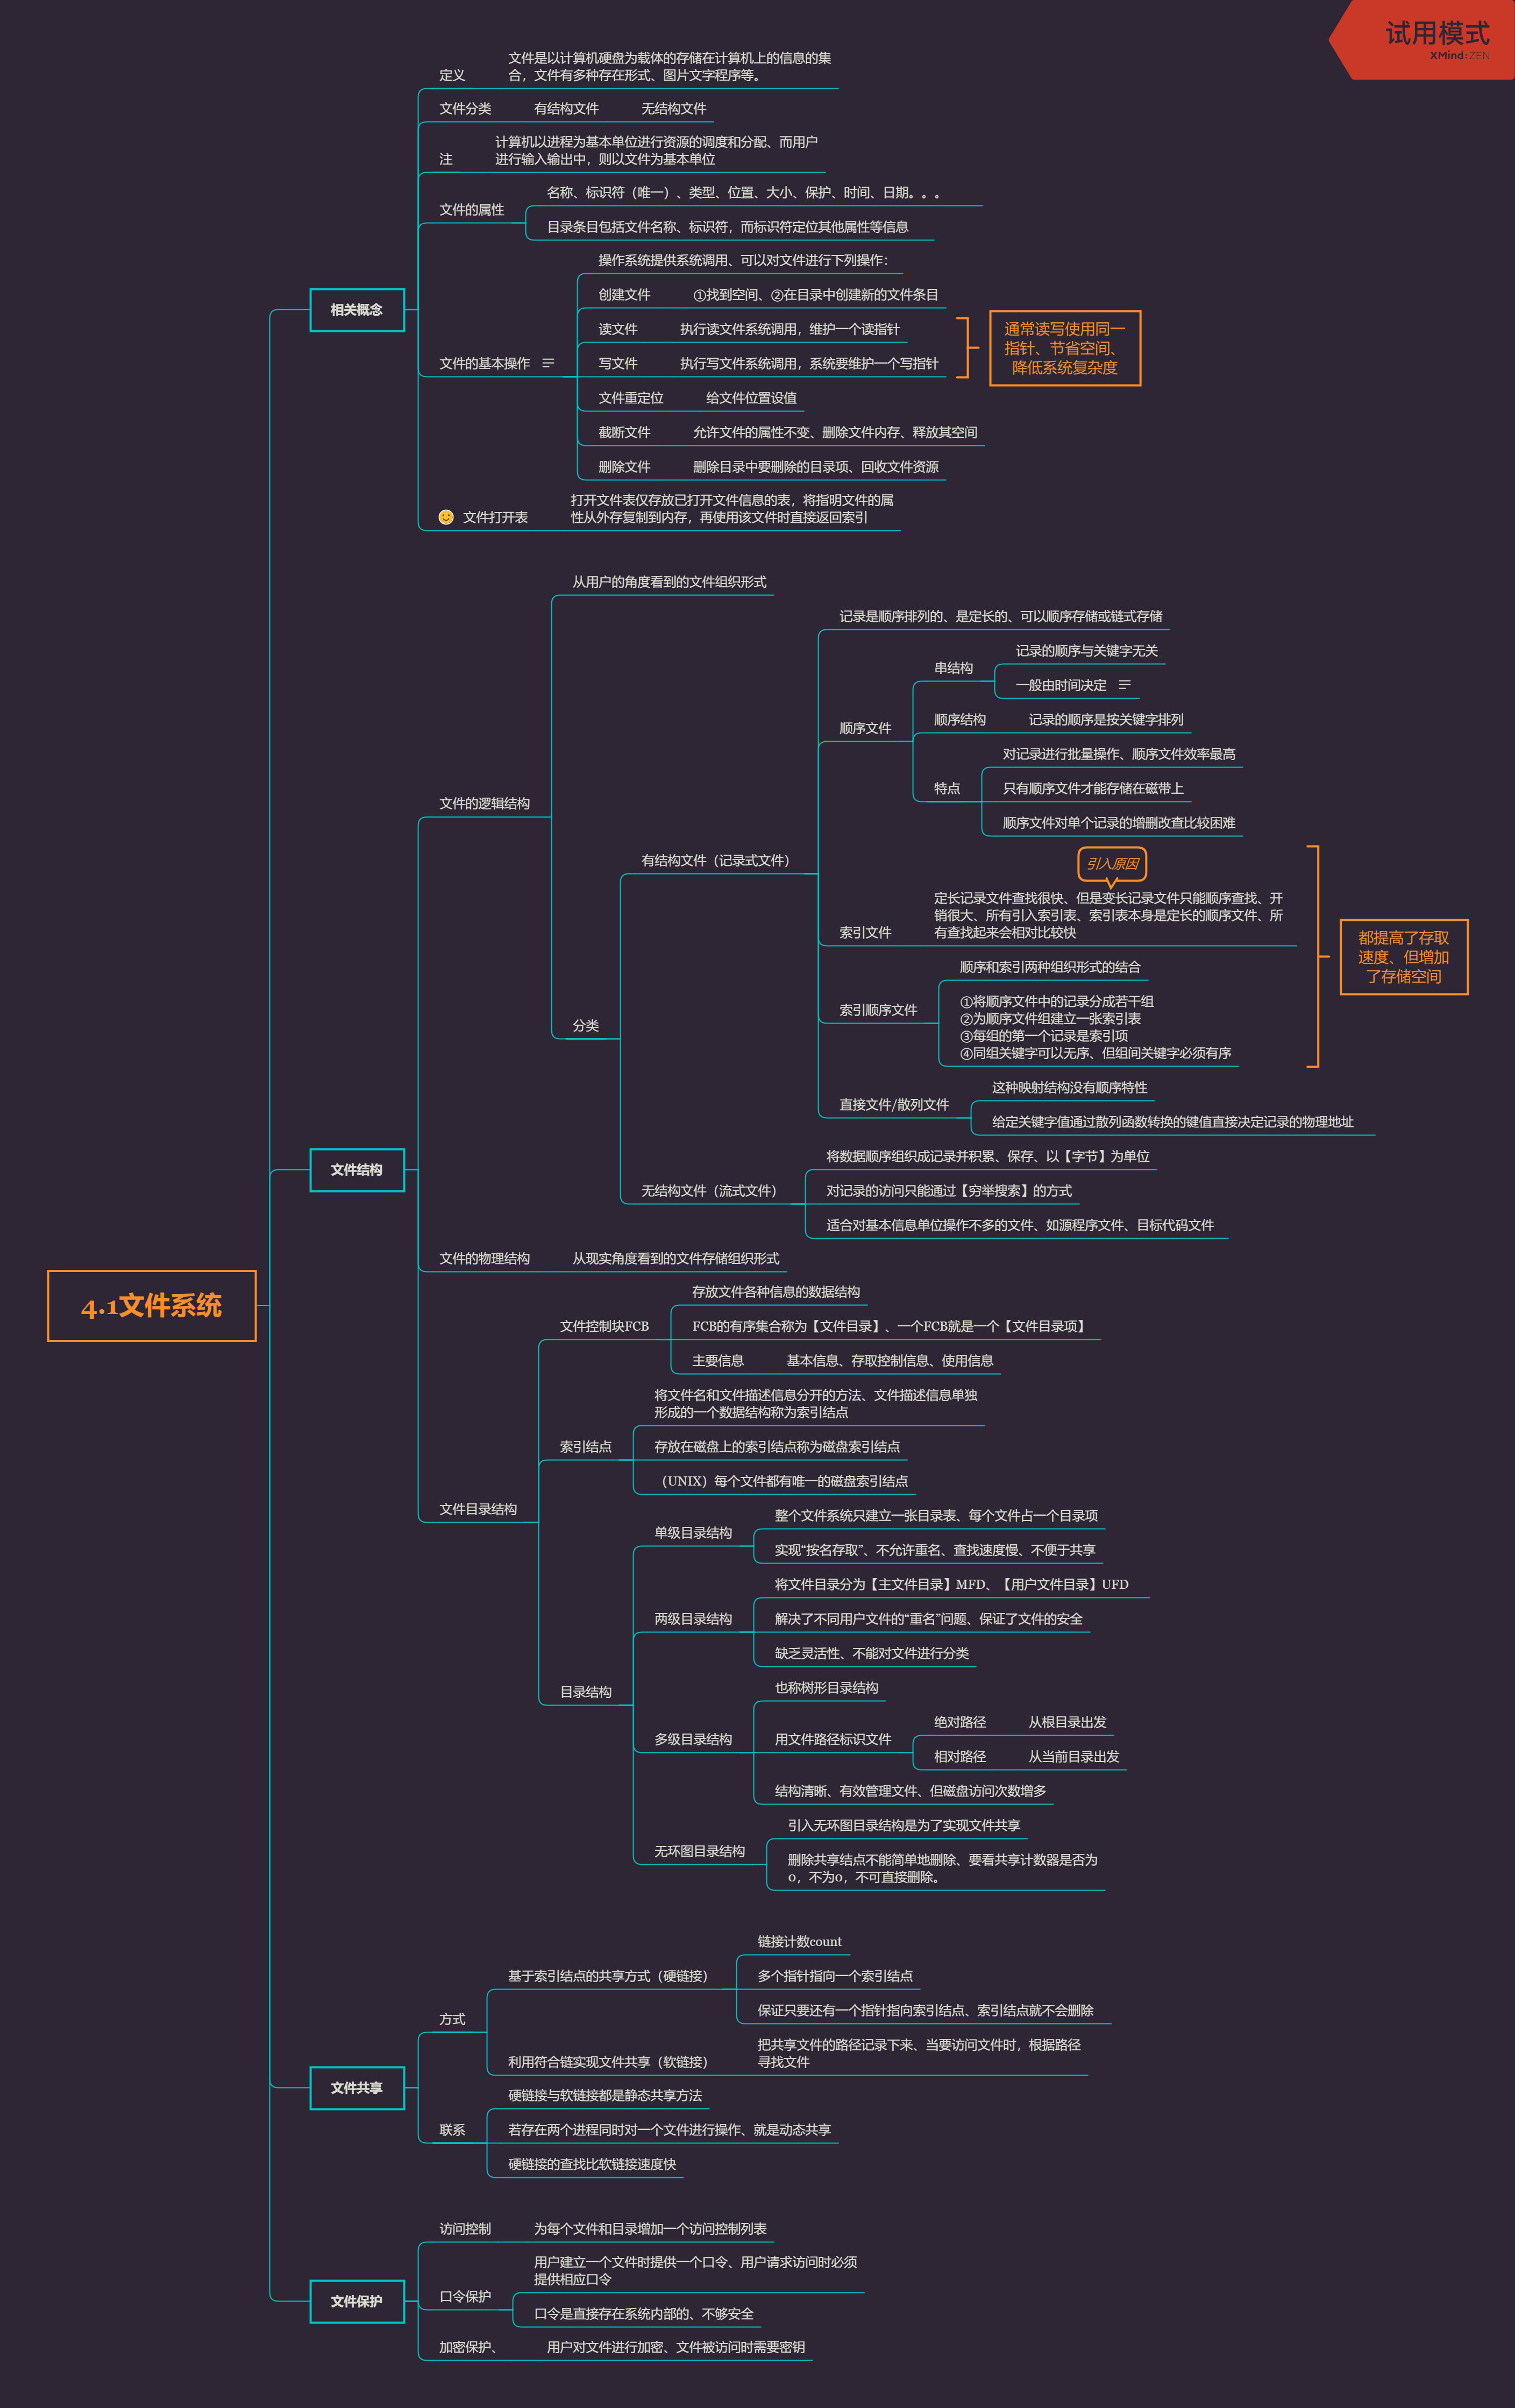 试用模式
XMind:ZEN
4.1文件系统
相关概念
定义
文件是以计算机硬盘为载体的存储在计算机上的信息的集
合，文件有多种存在形式、图片文字程序等。
文件分类
有结构文件
无结构文件
注
计算机以进程为基本单位进行资源的调度和分配、而用户
进行输入输出中，则以文件为基本单位
文件的属性
名称、标识符（唯一）、类型、位置、大小、保护、时间、日期。。。
目录条目包括文件名称、标识符，而标识符定位其他属性等信息
文件的基本操作
操作系统提供系统调用、可以对文件进行下列操作：
创建文件
①找到空间、②在目录中创建新的文件条目
读文件
执行读文件系统调用，维护一个读指针
写文件
执行写文件系统调用，系统要维护一个写指针
通常读写使用同一
指针、节省空间、
降低系统复杂度
文件重定位
给文件位置设值
截断文件
允许文件的属性不变、删除文件内存、释放其空间
删除文件
删除目录中要删除的目录项、回收文件资源
文件打开表
打开文件表仅存放已打开文件信息的表，将指明文件的属
性从外存复制到内存，再使用该文件时直接返回索引
文件结构
文件的逻辑结构
从用户的角度看到的文件组织形式
分类
有结构文件（记录式文件）
记录是顺序排列的、是定长的、可以顺序存储或链式存储
顺序文件
串结构
记录的顺序与关键字无关
一般由时间决定
顺序结构
记录的顺序是按关键字排列
特点
对记录进行批量操作、顺序文件效率最高
只有顺序文件才能存储在磁带上
顺序文件对单个记录的增删改查比较困难
引入原因
索引文件
定长记录文件查找很快、但是变长记录文件只能顺序查找、开
销很大、所有引入索引表、索引表本身是定长的顺序文件、所
有查找起来会相对比较快
索引顺序文件
顺序和索引两种组织形式的结合
①将顺序文件中的记录分成若干组
②为顺序文件组建立一张索引表
③每组的第一个记录是索引项
④同组关键字可以无序、但组间关键字必须有序
都提高了存取
速度、但增加
了存储空间
直接文件/散列文件
这种映射结构没有顺序特性
给定关键字值通过散列函数转换的键值直接决定记录的物理地址
无结构文件（流式文件）
将数据顺序组织成记录并积累、保存、以【字节】为单位
对记录的访问只能通过【穷举搜索】的方式
适合对基本信息单位操作不多的文件、如源程序文件、目标代码文件
文件的物理结构
从现实角度看到的文件存储组织形式
文件目录结构
文件控制块FCB
存放文件各种信息的数据结构
FCB的有序集合称为【文件目录】、一个FCB就是一个【文件目录项】
主要信息
基本信息、存取控制信息、使用信息
索引结点
将文件名和文件描述信息分开的方法、文件描述信息单独
形成的一个数据结构称为索引结点
存放在磁盘上的索引结点称为磁盘索引结点
（UNIX）每个文件都有唯一的磁盘索引结点
目录结构
单级目录结构
整个文件系统只建立一张目录表、每个文件占一个目录项
实现“按名存取”、不允许重名、查找速度慢、不便于共享
两级目录结构
将文件目录分为【主文件目录】MFD、【用户文件目录】UFD
解决了不同用户文件的“重名”问题、保证了文件的安全
缺乏灵活性、不能对文件进行分类
多级目录结构
也称树形目录结构
用文件路径标识文件
绝对路径
从根目录出发
相对路径
从当前目录出发
结构清晰、有效管理文件、但磁盘访问次数增多
无环图目录结构
引入无环图目录结构是为了实现文件共享
删除共享结点不能简单地删除、要看共享计数器是否为
0，不为0，不可直接删除。
文件共享
方式
基于索引结点的共享方式（硬链接）
链接计数count
多个指针指向一个索引结点
保证只要还有一个指针指向索引结点、索引结点就不会删除
利用符合链实现文件共享（软链接）
把共享文件的路径记录下来、当要访问文件时，根据路径
寻找文件
联系
硬链接与软链接都是静态共享方法
若存在两个进程同时对一个文件进行操作、就是动态共享
硬链接的查找比软链接速度快
文件保护
访问控制
为每个文件和目录增加一个访问控制列表
口令保护
用户建立一个文件时提供一个口令、用户请求访问时必须
提供相应口令
口令是直接存在系统内部的、不够安全
加密保护、
用户对文件进行加密、文件被访问时需要密钥